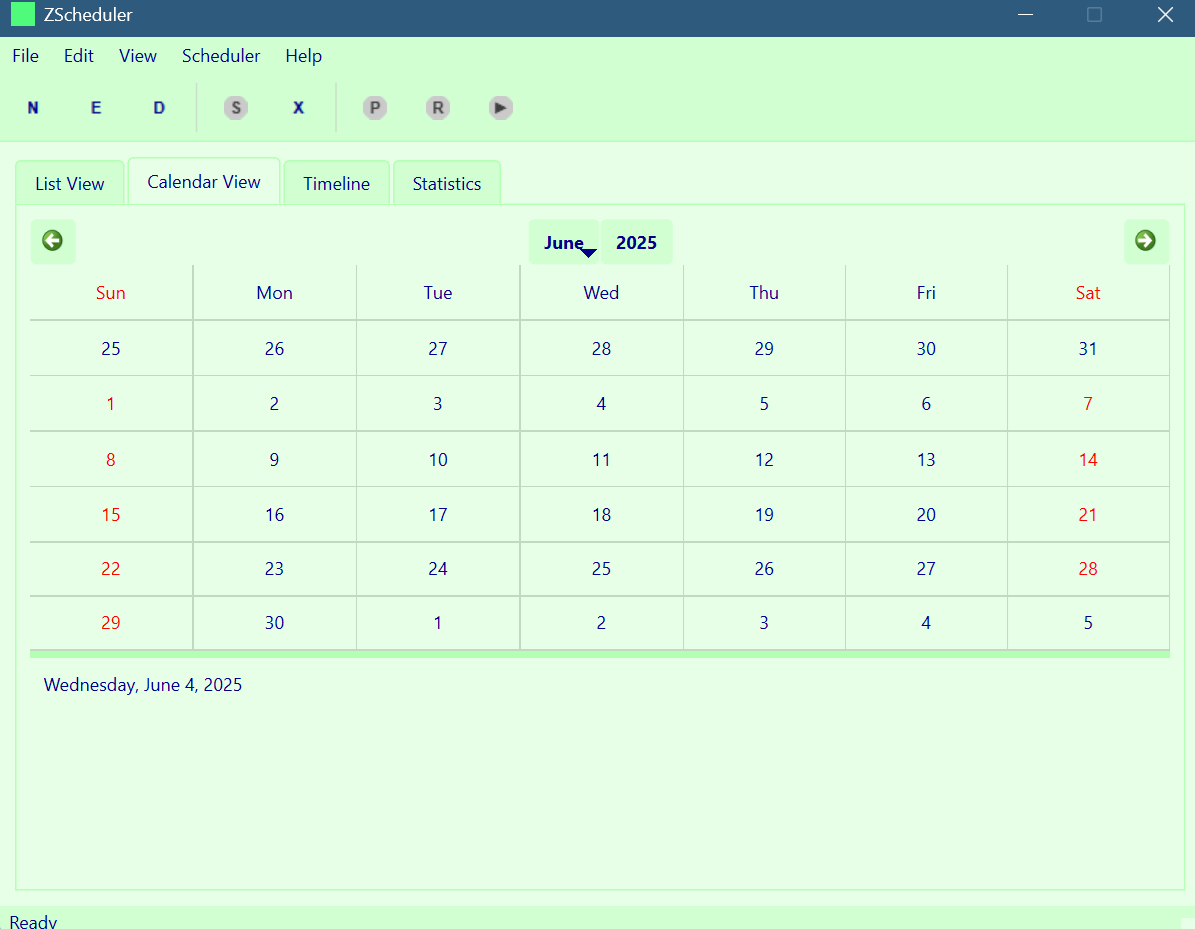 ZScheduler
File Edit View Scheduler Help
N E D S X P R
List View Calendar View Timeline Statistics
June 2025
Sun Mon Tue Wed Thu Fri Sat
25 26 27 28 29 30 31
1 2 3 4 5 6 7
8 9 10 11 12 13 14
15 16 17 18 19 20 21
22 23 24 25 26 27 28
29 30 1 2 3 4 5
Wednesday, June 4, 2025
Ready